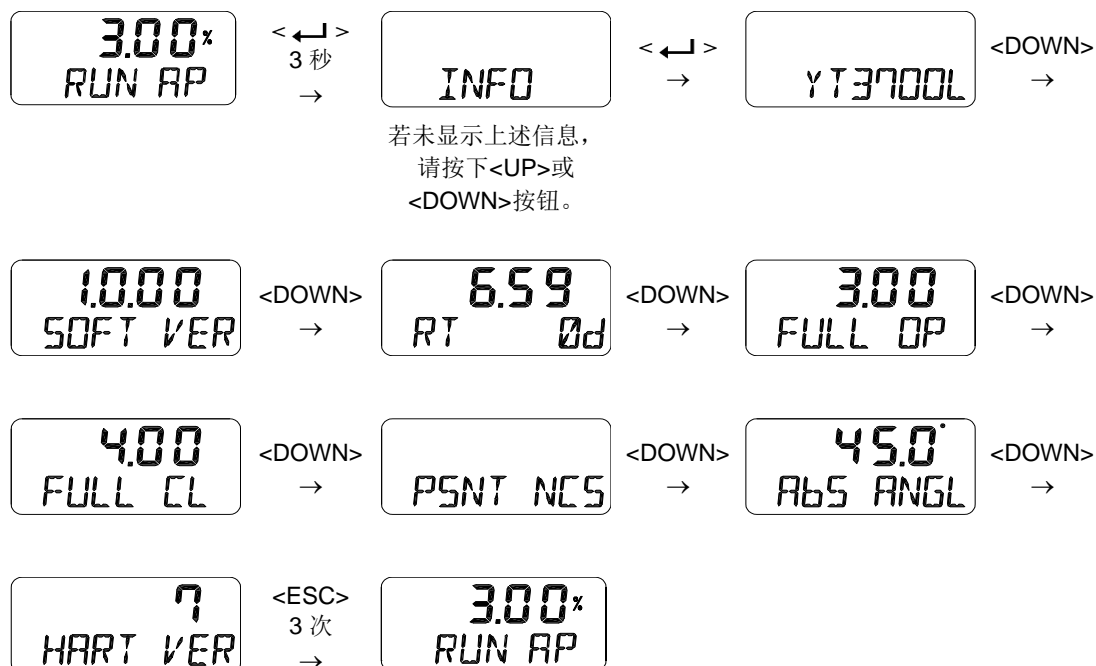 3.00%
RUN AP
< ↵ >
3 秒
→
INFO
若未显示上述信息，
请按下<UP>或
<DOWN>按钮。
< ↵ >
→
YT3700L
<DOWN>
→
1.0.00
SOFT VER
<DOWN>
→
6.59
RT 0d
<DOWN>
→
3.00
FULL OP
<DOWN>
→
4.00
FULL CL
<DOWN>
→
PSNT NCS
<DOWN>
→
45.0°
AbS ANGL
<DOWN>
→
7
HART VER
<ESC>
3 次
→
3.00%
RUN AP